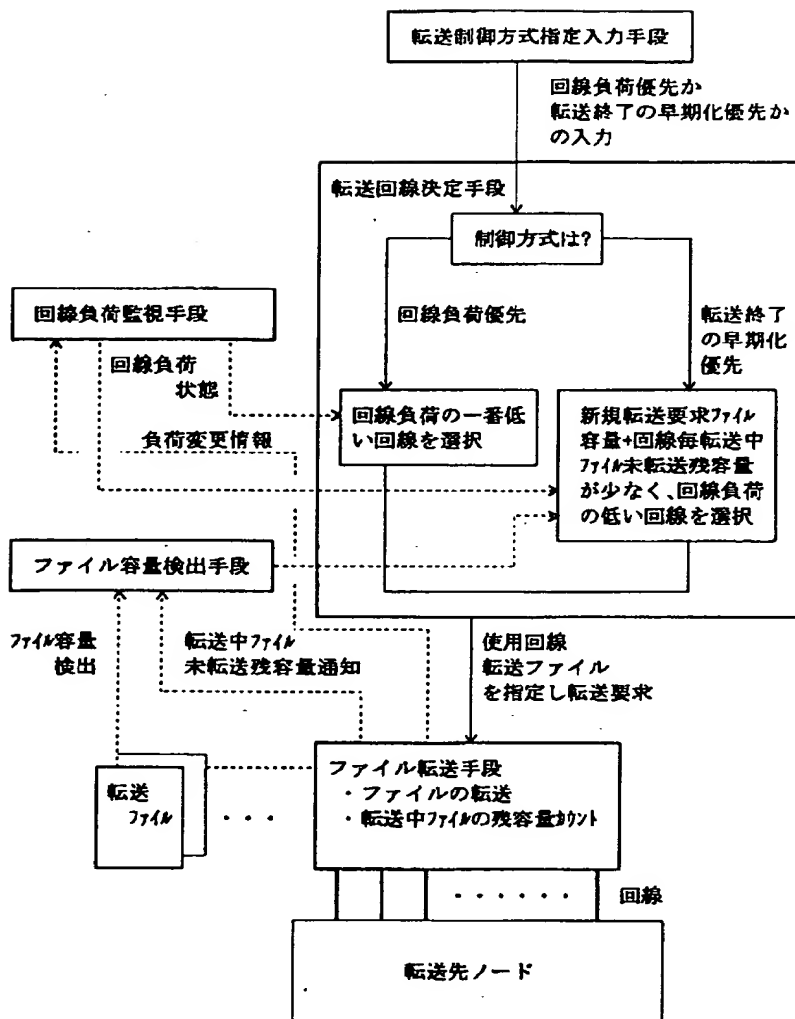 転送制御方式指定入力手段
回線負荷優先か
転送終了の早期化優先か
の入力
転送回線決定手段
制御方式は?
回線負荷監視手段
回線負荷優先
転送終了
の早期化
優先
回線負荷
状態
回線負荷の一番低
い回線を選択
新規転送要求ファイル
容量+回線毎転送中
ファイル未転送残容量
が少なく、回線負荷
の低い回線を選択
負荷変更情報
ファイル容量検出手段
ファイル容量
検出
転送中ファイル
未転送残容量通知
使用回線
転送ファイル
を指定し転送要求
転送
ファイル
・・・
ファイル転送手段
・ファイルの転送
・転送中ファイルの残容量カウント
・・・・・・
回線
転送先ノード